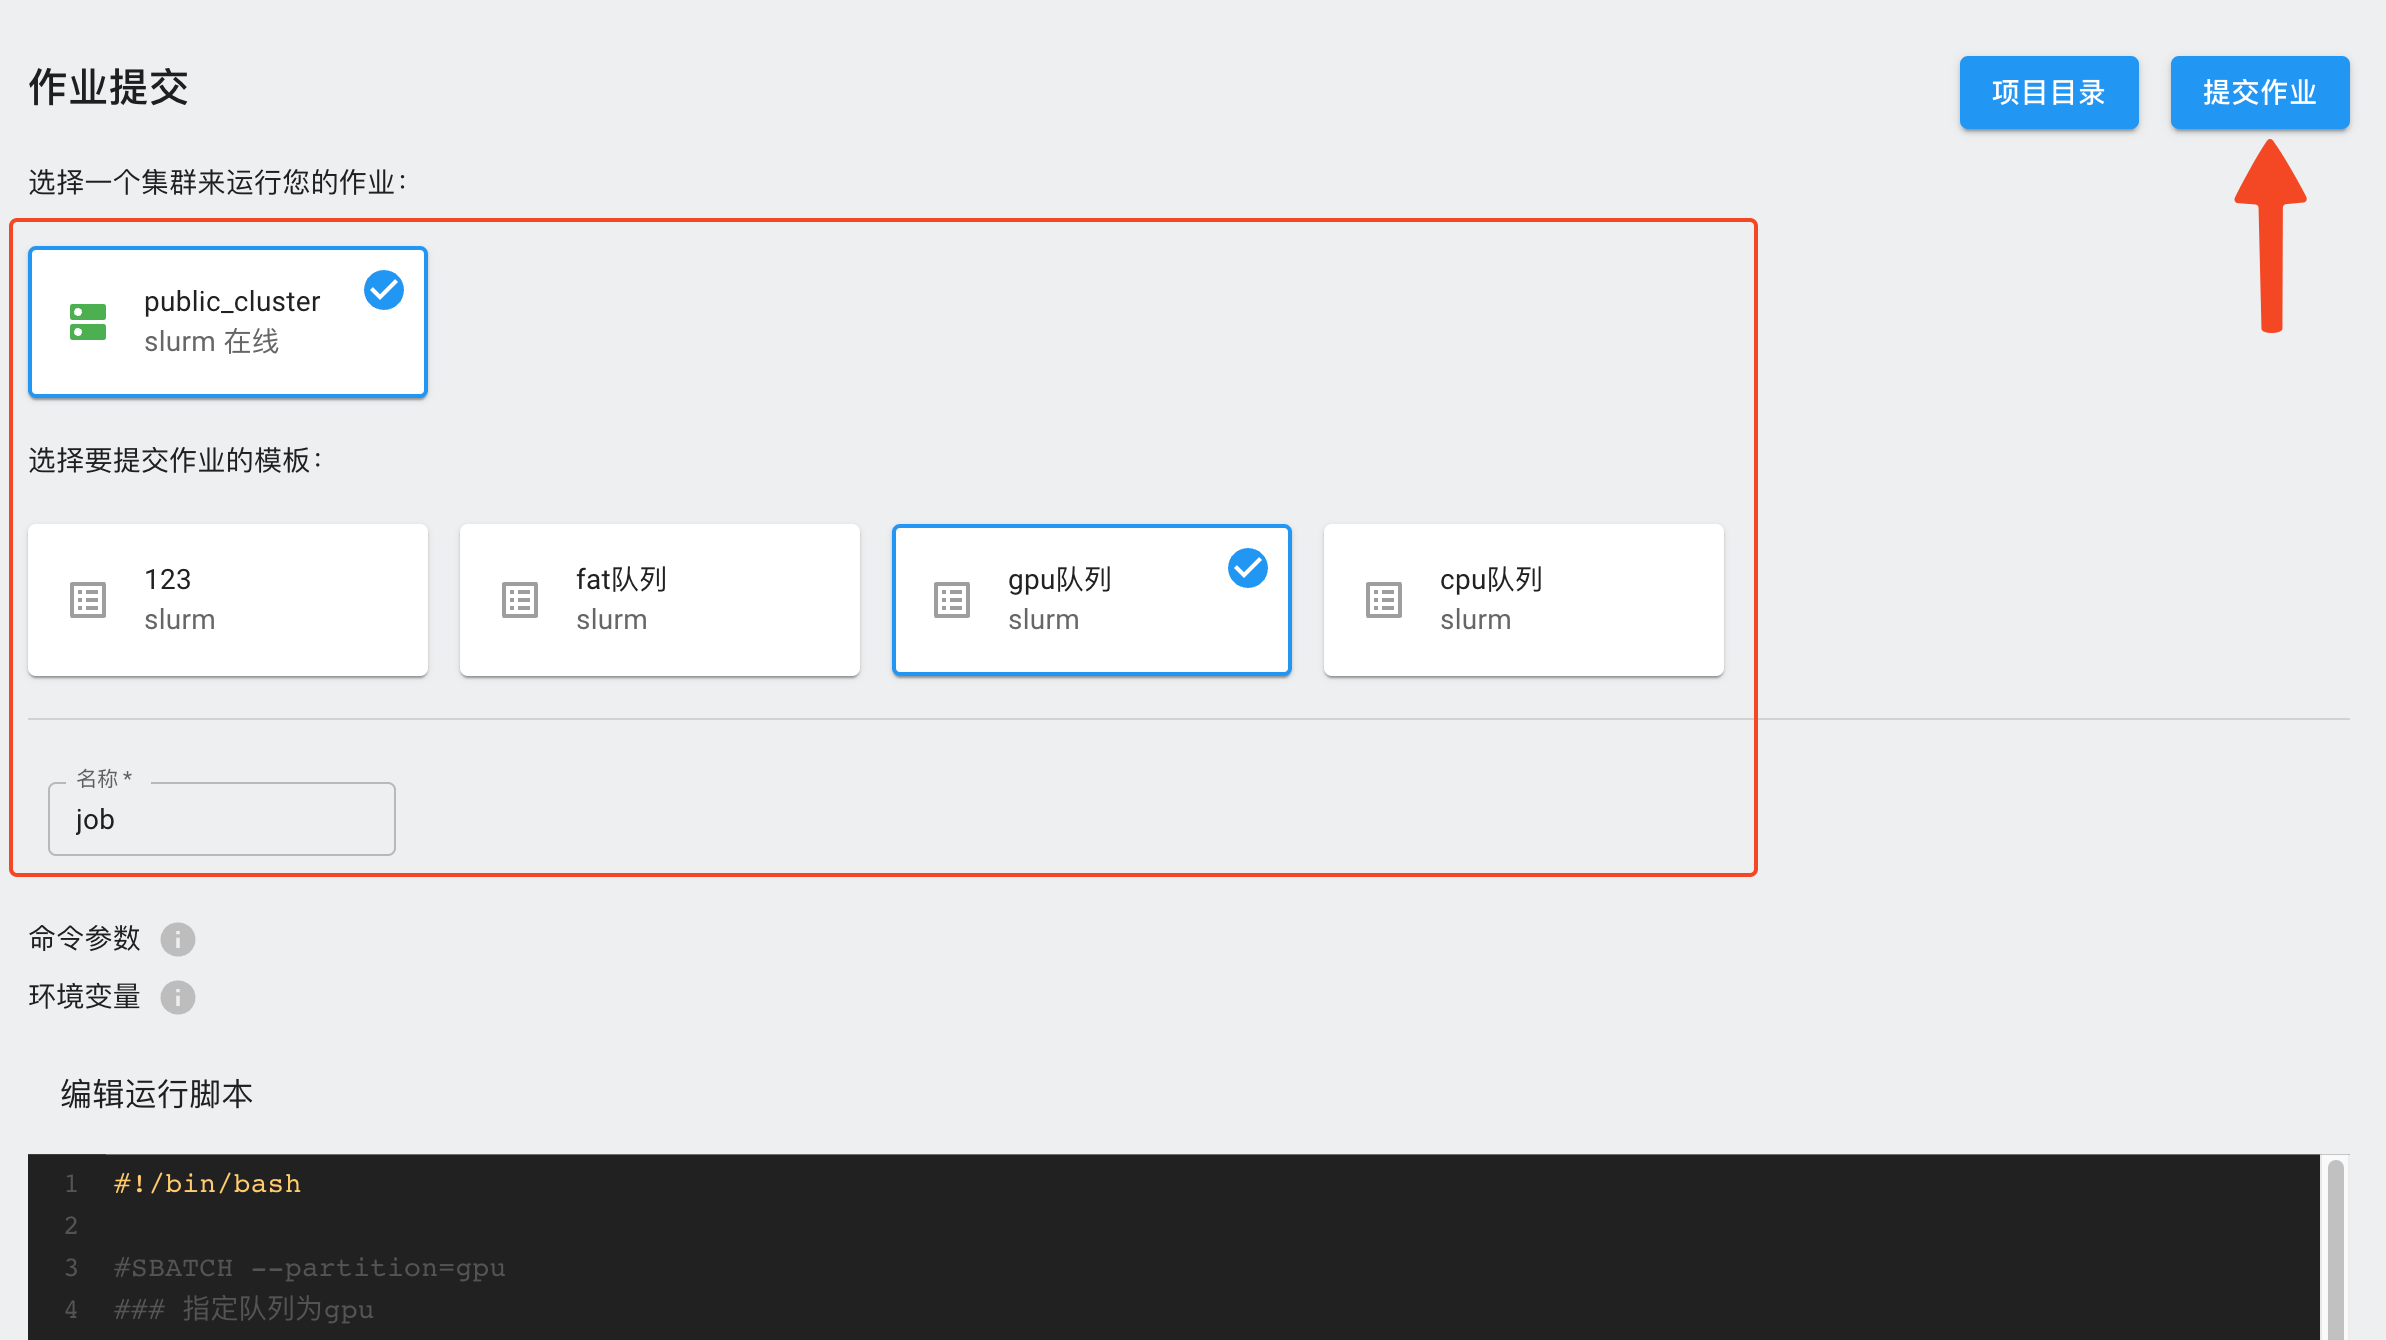 作业提交
项目目录
提交作业
选择一个集群来运行您的作业：
public_cluster
slurm 在线
选择要提交作业的模板：
123
slurm
fat队列
slurm
gpu队列
slurm
cpu队列
slurm
名称 *
job
命令参数
环境变量
编辑运行脚本
1 #!/bin/bash
2
3 #SBATCH --partition=gpu
4 ### 指定队列为gpu